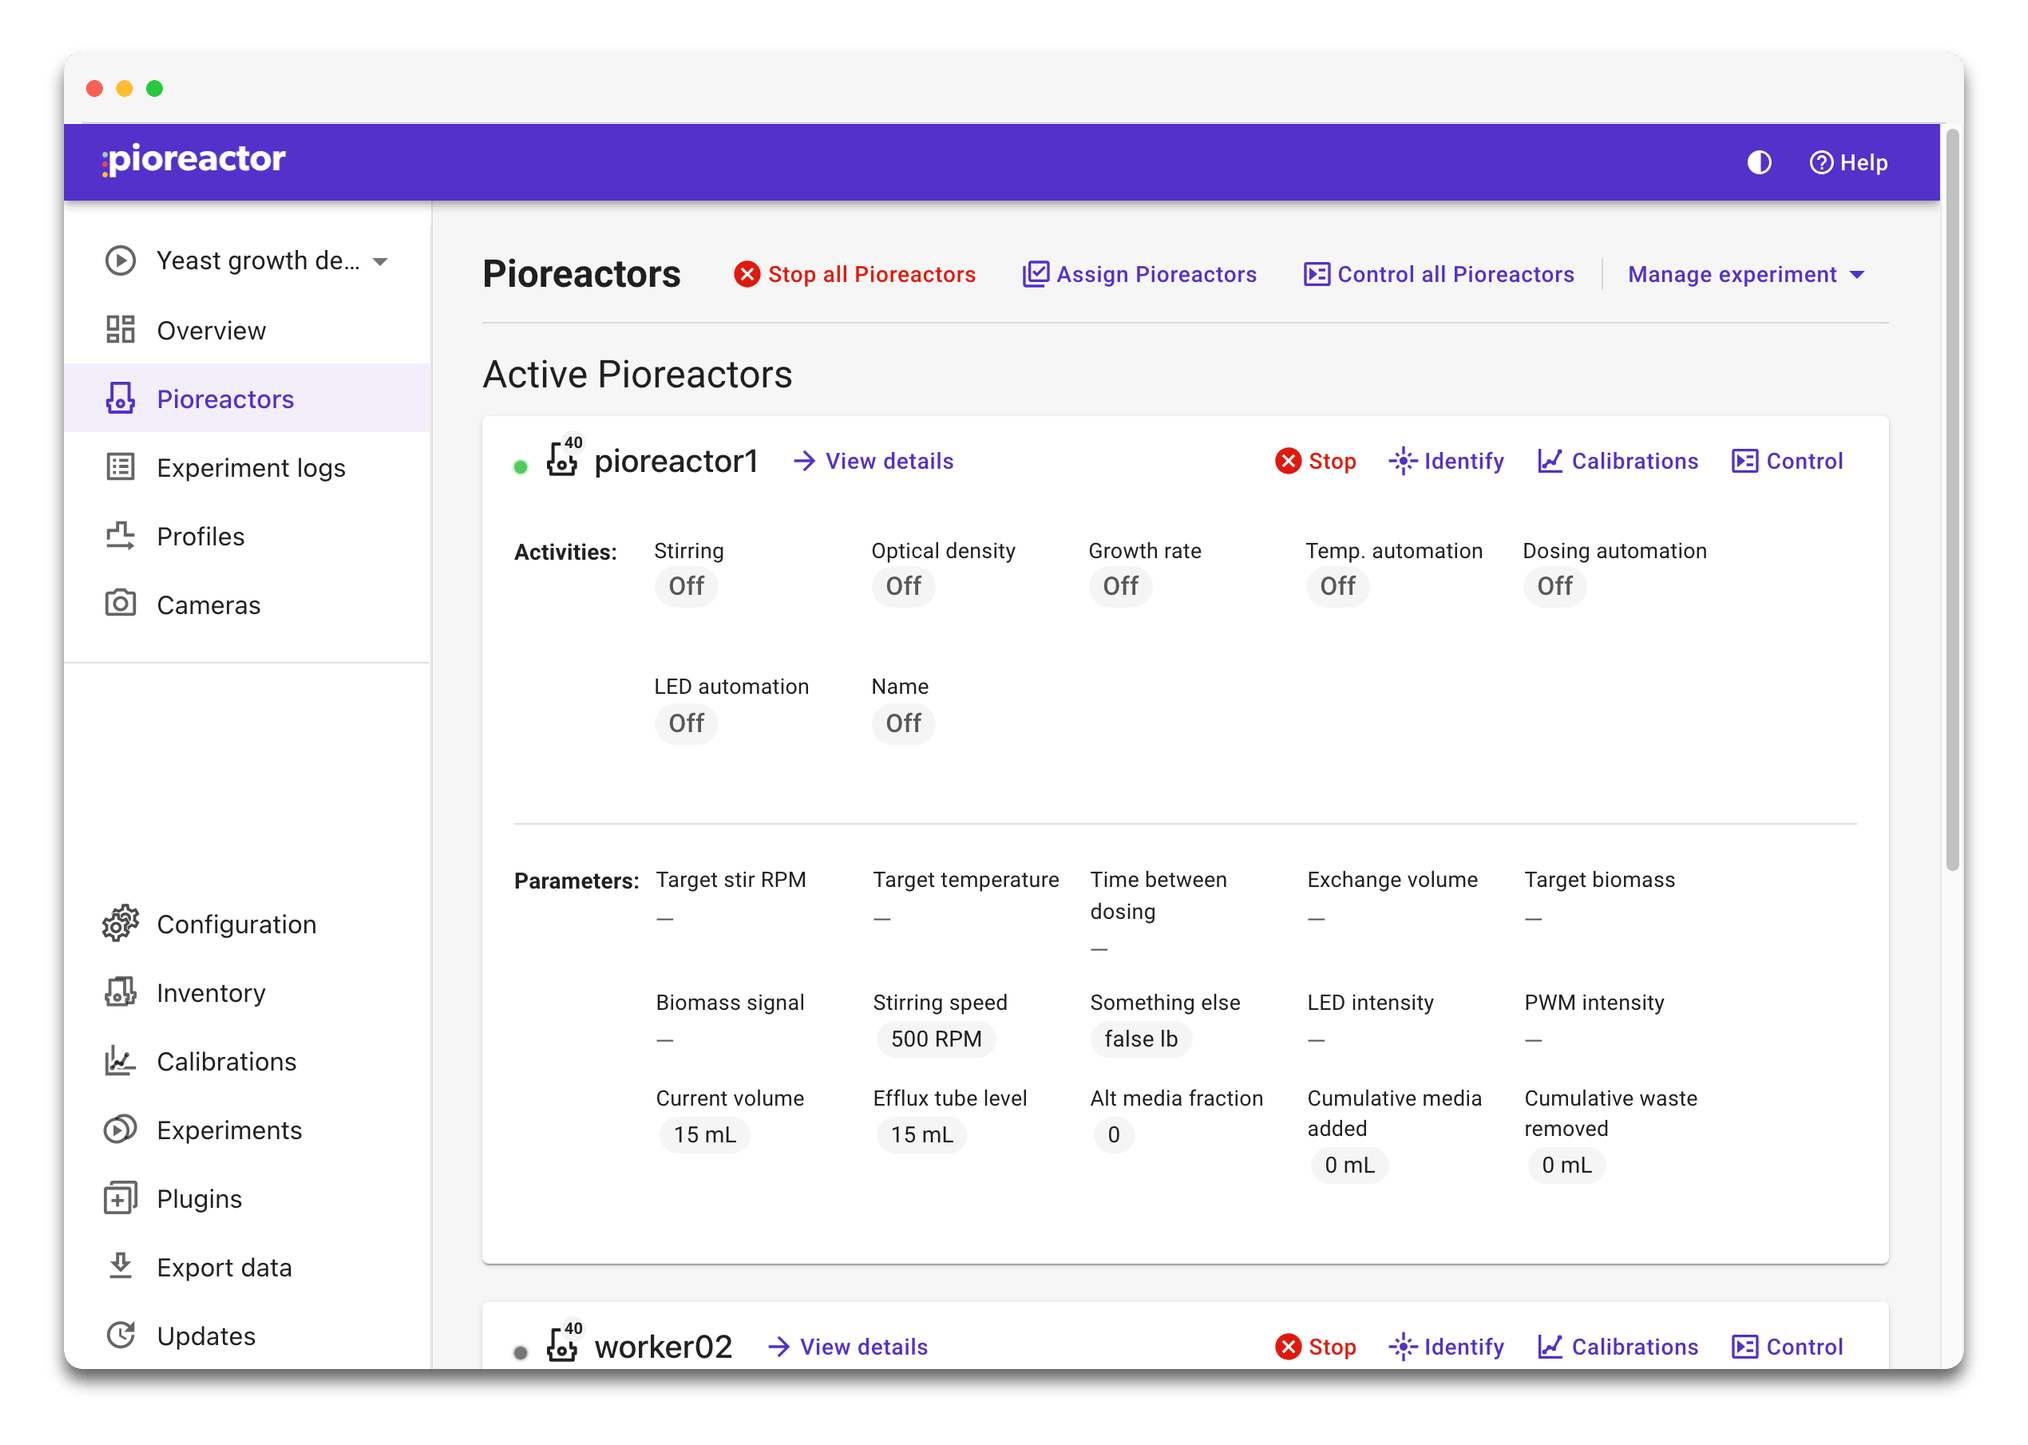 pioreactor
Help
Yeast growth de...
Overview
Pioreactors
Experiment logs
Profiles
Cameras
Configuration
Inventory
Calibrations
Experiments
Plugins
Export data
Updates
Pioreactors
Stop all Pioreactors
Assign Pioreactors
Control all Pioreactors
Manage experiment
Active Pioreactors
40
pioreactor1
View details
Stop
Identify
Calibrations
Control
Activities:
Stirring
Off
Optical density
Off
Growth rate
Off
Temp. automation
Off
Dosing automation
Off
LED automation
Off
Name
Off
Parameters:
Target stir RPM
—
Target temperature
—
Time between
dosing
—
Exchange volume
—
Target biomass
—
Biomass signal
—
Stirring speed
500 RPM
Something else
false lb
LED intensity
—
PWM intensity
—
Current volume
15 mL
Efflux tube level
15 mL
Alt media fraction
0
Cumulative media
added
0 mL
Cumulative waste
removed
0 mL
40
worker02
View details
Stop
Identify
Calibrations
Control